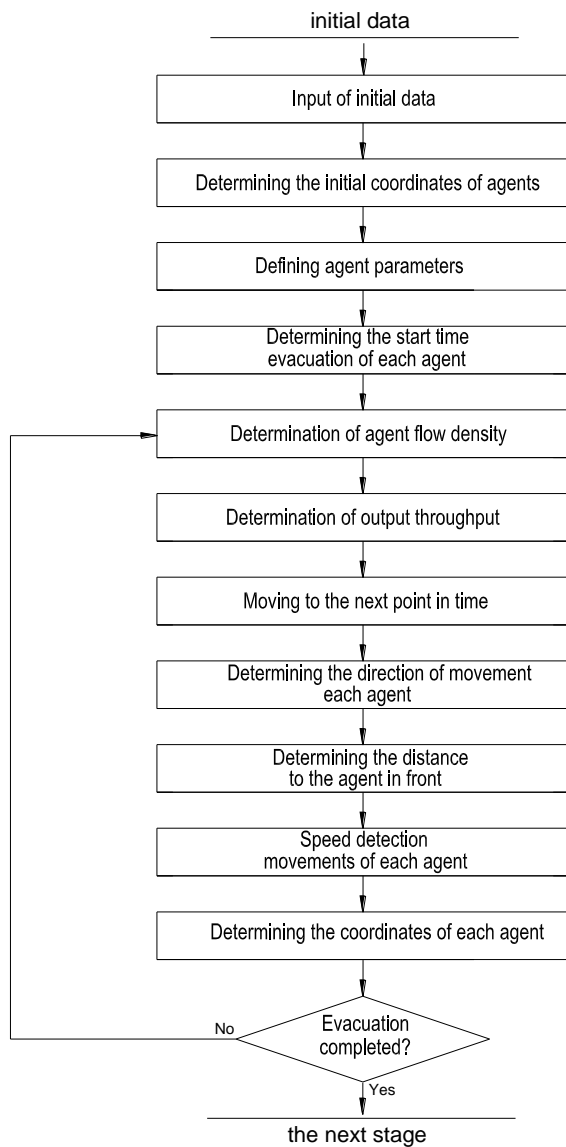 initial data
Input of initial data
Determining the initial coordinates of agents
Defining agent parameters
Determining the start time
evacuation of each agent
Determination of agent flow density
Determination of output throughput
Moving to the next point in time
Determining the direction of movement
each agent
Determining the distance
to the agent in front
Speed detection
movements of each agent
Determining the coordinates of each agent
No
Evacuation
completed?
Yes
the next stage